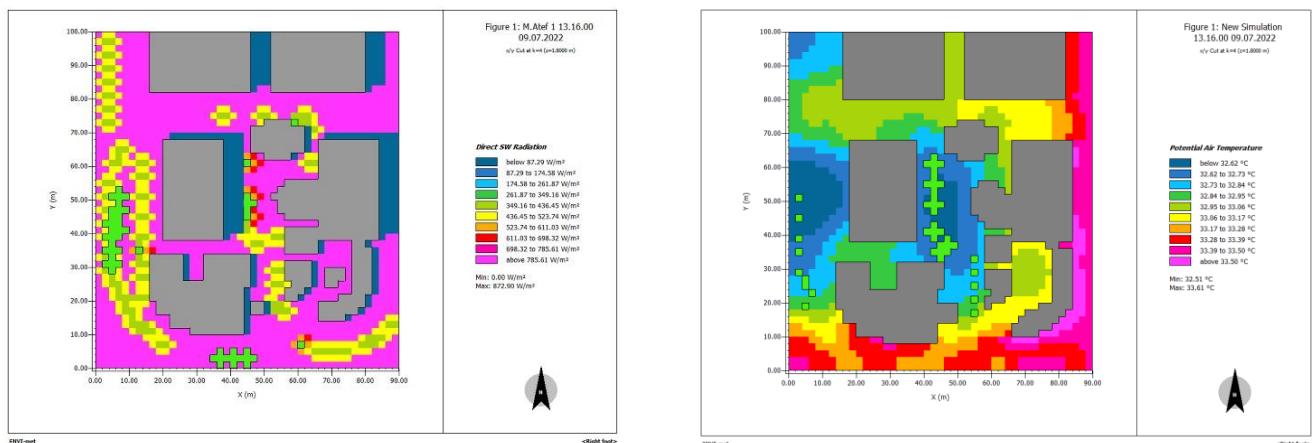 Figure 1: M.Atef 1 13.16.00
09.07.2022
x/y Cut at k=4 (z=1.8000 m)
100.00
90.00
80.00
70.00
60.00
50.00
40.00
30.00
20.00
10.00
0.00
Y (m)
0.00 10.00 20.00 30.00 40.00 50.00 60.00 70.00 80.00 90.00
X (m)
Direct SW Radiation
below 87.29 W/m²
87.29 to 174.58 W/m²
174.58 to 261.87 W/m²
261.87 to 349.16 W/m²
349.16 to 436.45 W/m²
436.45 to 523.74 W/m²
523.74 to 611.03 W/m²
611.03 to 698.32 W/m²
698.32 to 785.61 W/m²
above 785.61 W/m²
Min: 0.00 W/m²
Max: 872.90 W/m²
N
ENVI-met
<Right foot>
Figure 1: New Simulation
13.16.00 09.07.2022
x/y Cut at k=4 (z=1.8000 m)
100.00
90.00
80.00
70.00
60.00
50.00
40.00
30.00
20.00
10.00
0.00
Y (m)
0.00 10.00 20.00 30.00 40.00 50.00 60.00 70.00 80.00 90.00
X (m)
Potential Air Temperature
below 32.62 °C
32.62 to 32.73 °C
32.73 to 32.84 °C
32.84 to 32.95 °C
32.95 to 33.06 °C
33.06 to 33.17 °C
33.17 to 33.28 °C
33.28 to 33.39 °C
33.39 to 33.50 °C
above 33.50 °C
Min: 32.51 °C
Max: 33.61 °C
N